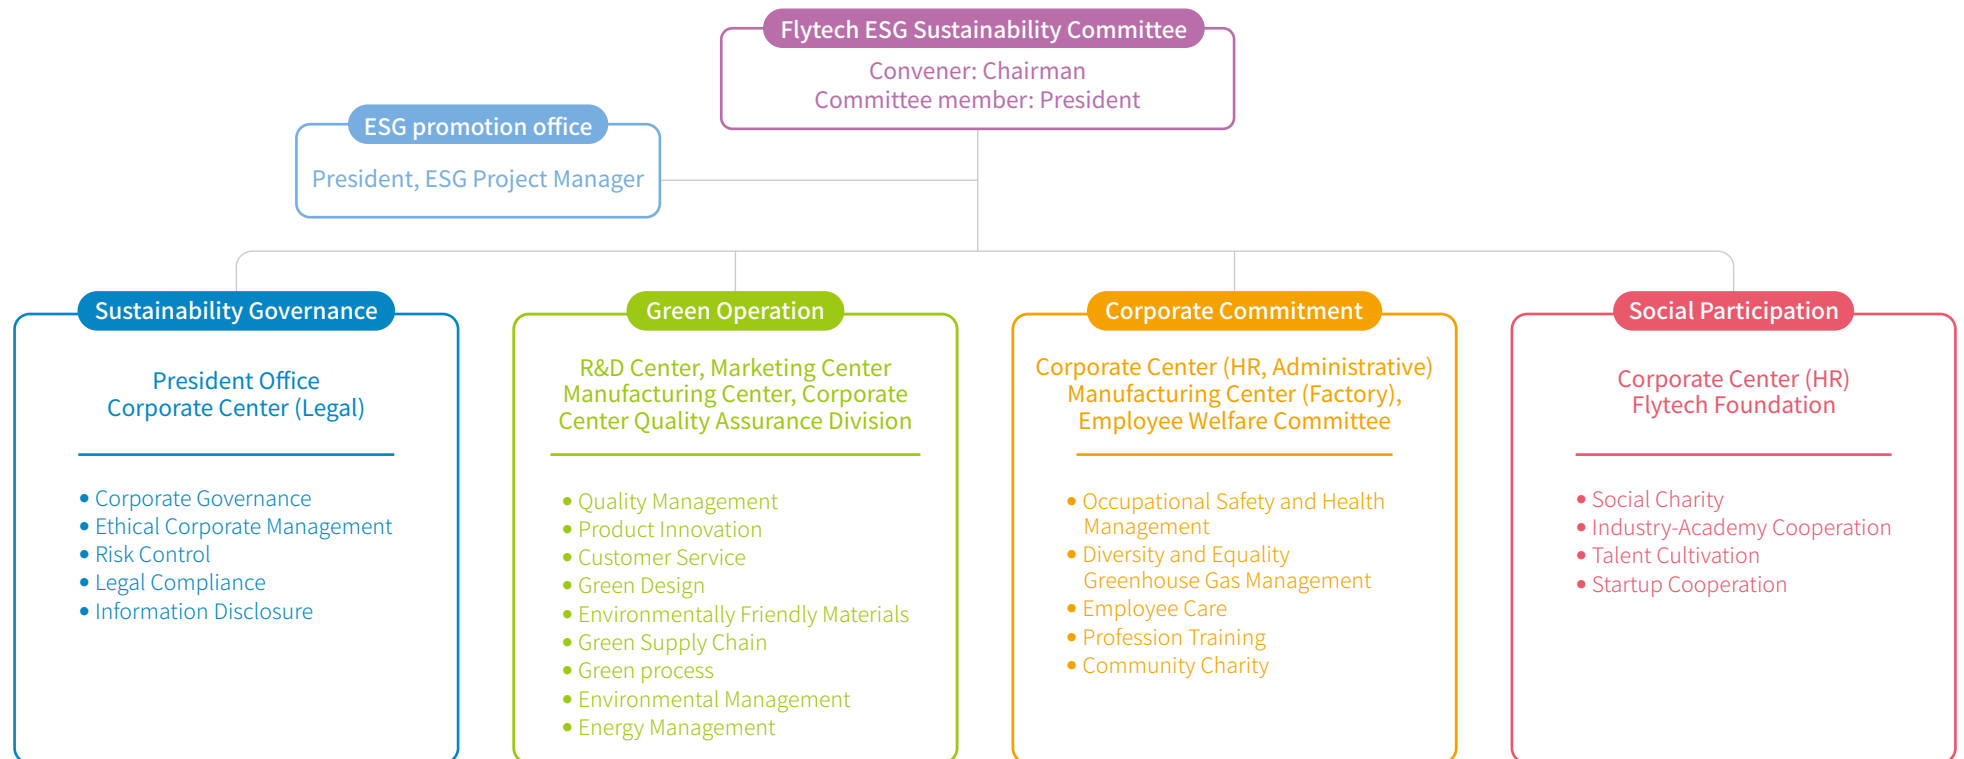 Flytech ESG Sustainability Committee
Convener: Chairman
Committee member: President
ESG promotion office
President, ESG Project Manager
Sustainability Governance
President Office
Corporate Center (Legal)
• Corporate Governance
• Ethical Corporate Management
• Risk Control
• Legal Compliance
• Information Disclosure
Green Operation
R&D Center, Marketing Center
Manufacturing Center, Corporate
Center Quality Assurance Division
• Quality Management
• Product Innovation
• Customer Service
• Green Design
• Environmentally Friendly Materials
• Green Supply Chain
• Green process
• Environmental Management
• Energy Management
Corporate Commitment
Corporate Center (HR, Administrative)
Manufacturing Center (Factory),
Employee Welfare Committee
• Occupational Safety and Health
Management
• Diversity and Equality
Greenhouse Gas Management
• Employee Care
• Profession Training
• Community Charity
Social Participation
Corporate Center (HR)
Flytech Foundation
• Social Charity
• Industry-Academy Cooperation
• Talent Cultivation
• Startup Cooperation